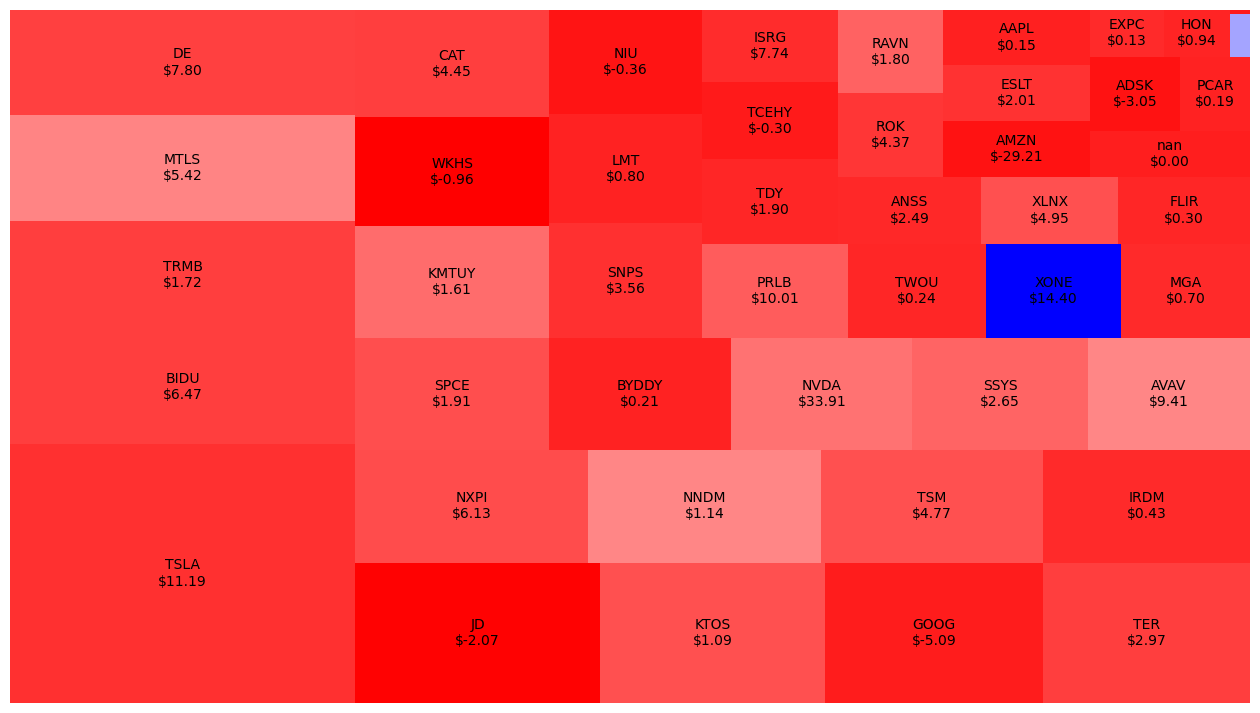 DE
$7.80
CAT
$4.45
NIU
$-0.36
ISRG
$7.74
RAVN
$1.80
AAPL
$0.15
EXPC
$0.13
HON
$0.94
MTLS
$5.42
WKHS
$-0.96
LMT
$0.80
TCEHY
$-0.30
ROK
$4.37
ESLT
$2.01
ADSK
$-3.05
PCAR
$0.19
AMZN
$-29.21
nan
$0.00
TDY
$1.90
ANSS
$2.49
XLNX
$4.95
FLIR
$0.30
TRMB
$1.72
KMTUY
$1.61
SNPS
$3.56
PRLB
$10.01
TWOU
$0.24
XONE
$14.40
MGA
$0.70
BIDU
$6.47
SPCE
$1.91
BYDDY
$0.21
NVDA
$33.91
SSYS
$2.65
AVAV
$9.41
TSLA
$11.19
NXPI
$6.13
NNDM
$1.14
TSM
$4.77
IRDM
$0.43
JD
$-2.07
KTOS
$1.09
GOOG
$-5.09
TER
$2.97